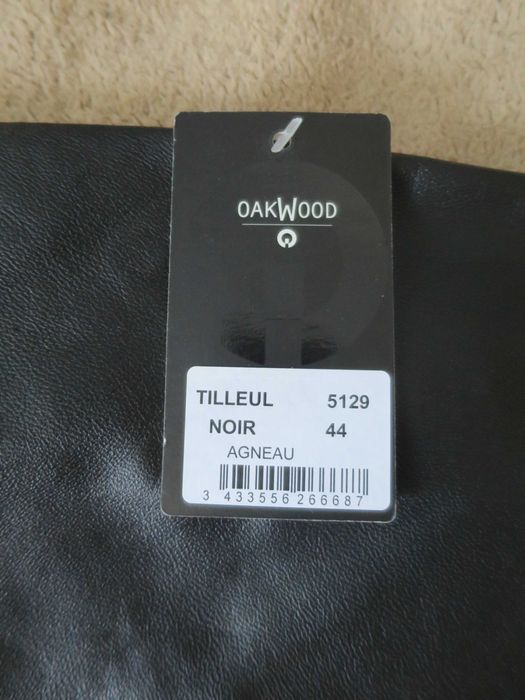 OAKWOOD
TILLEUL 5129
NOIR 44
AGNEAU
3 433556 266687